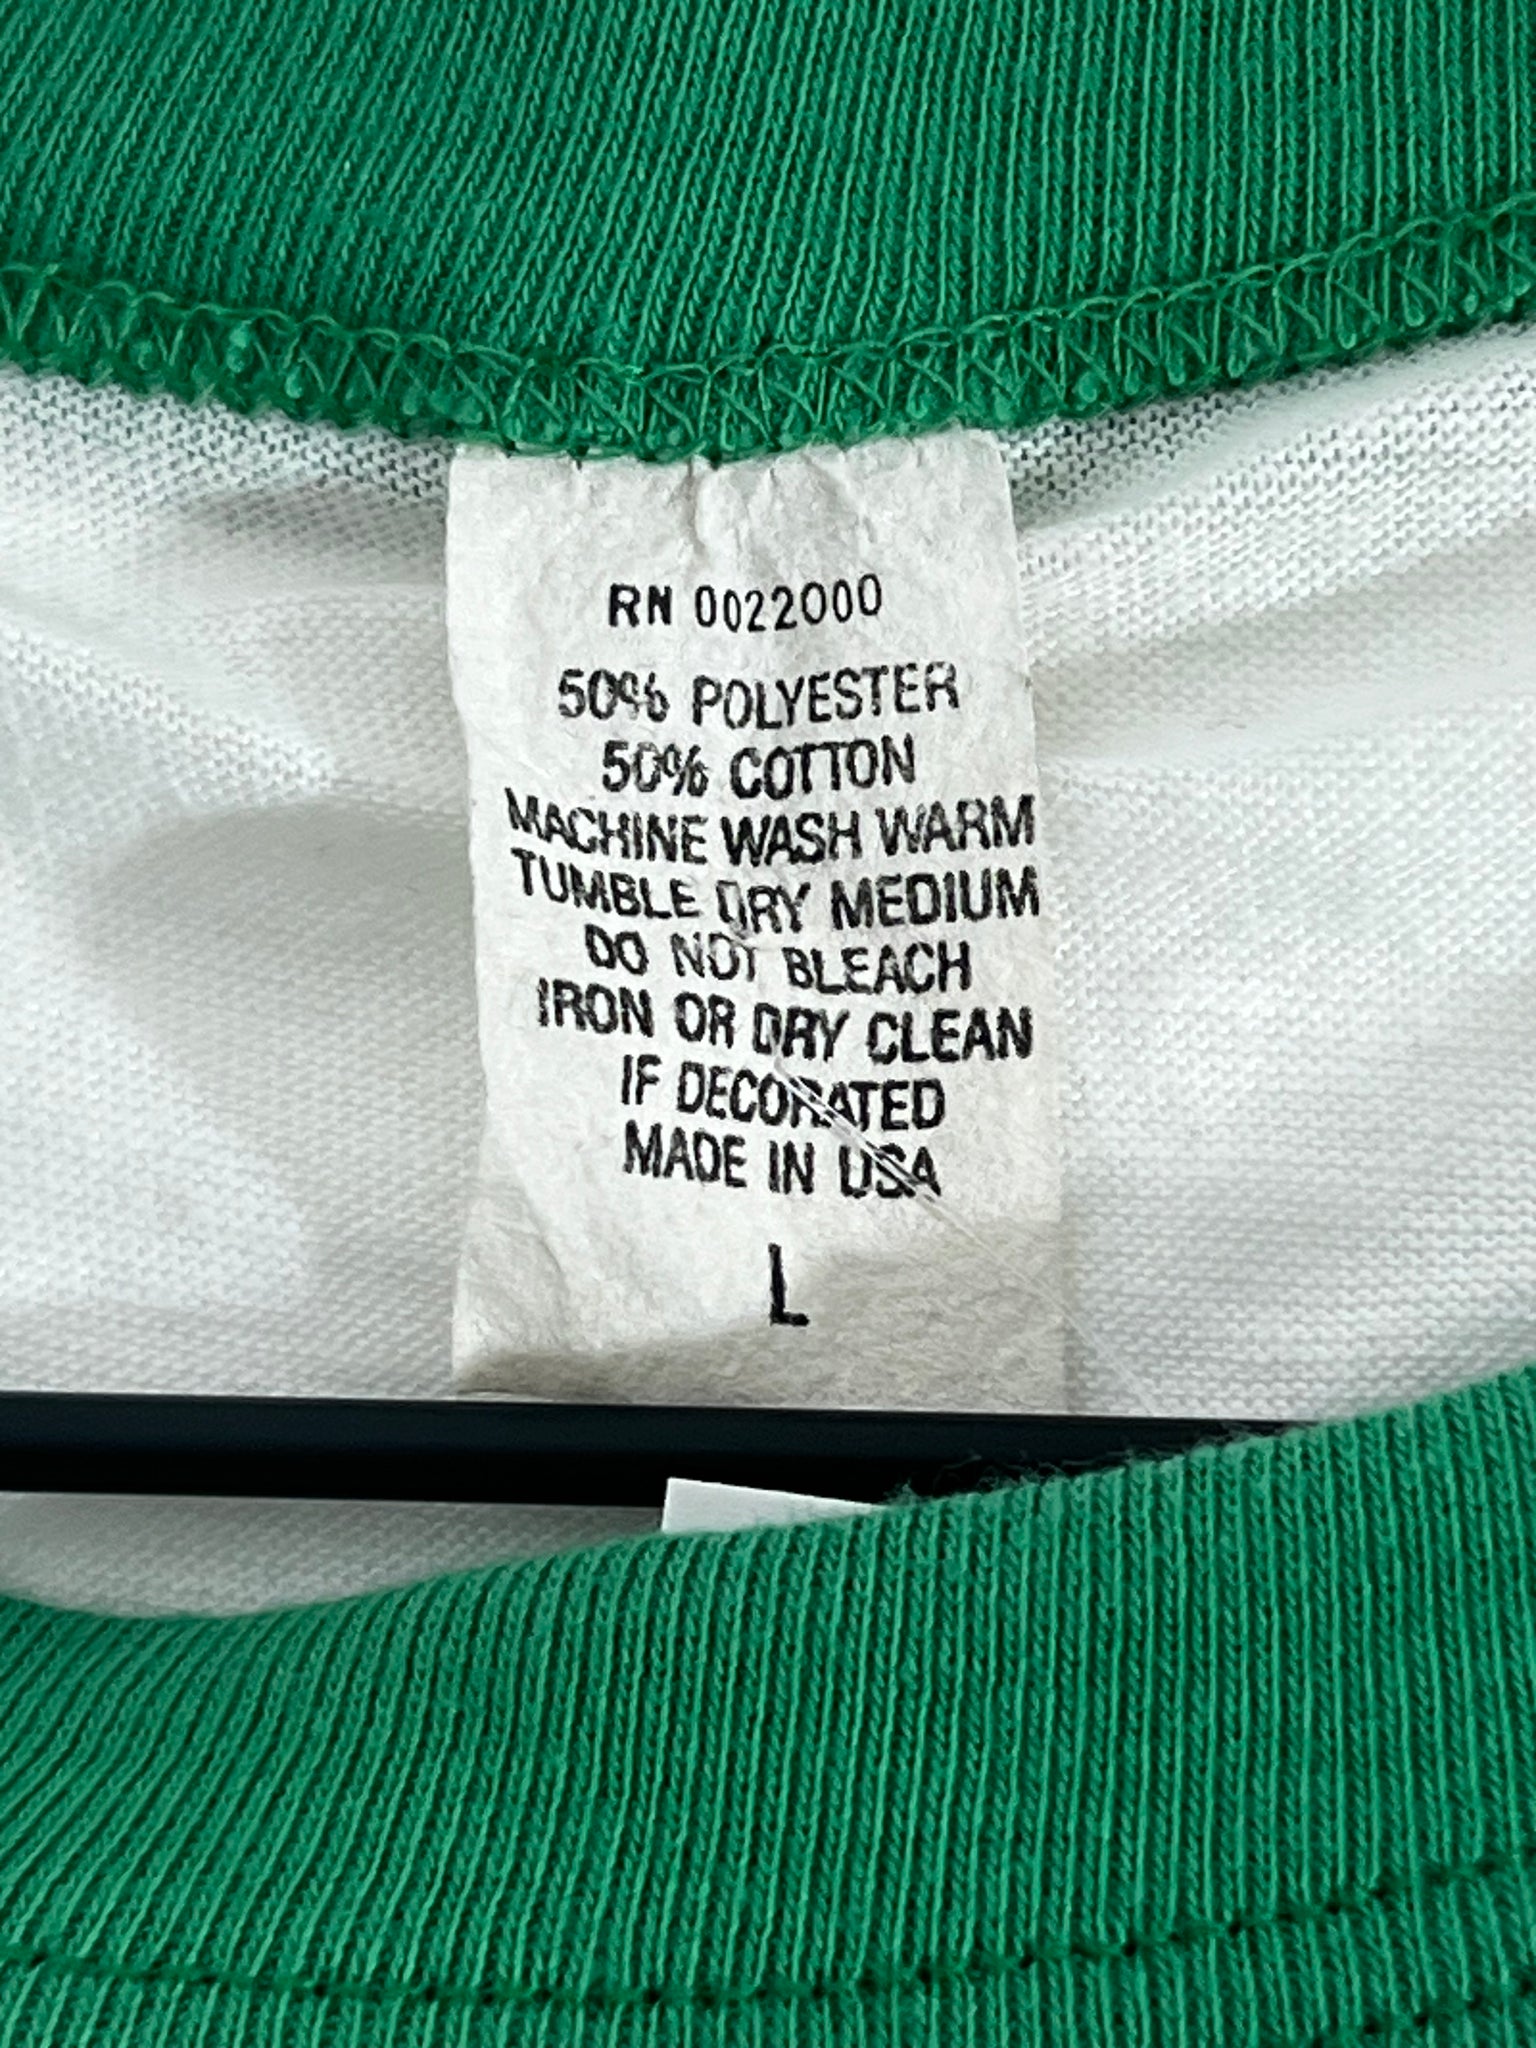 RN 0022000
50% POLYESTER
50% COTTON
MACHINE WASH WARM
TUMBLE DRY MEDIUM
DO NOT BLEACH
IRON OR DRY CLEAN
IF DECORATED
MADE IN USA
L